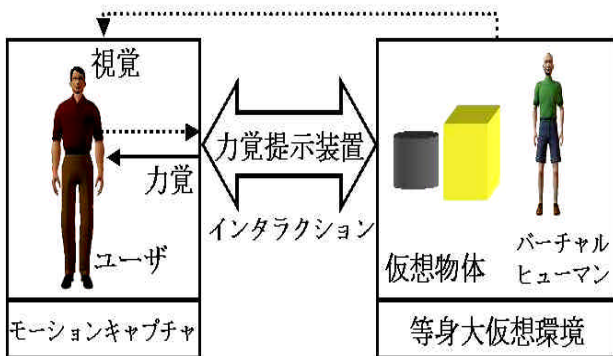 視覚
力覚
ユーザ
モーションキャプチャ
力覚提示装置
インタラクション
仮想物体
バーチャル
ヒューマン
等身大仮想環境